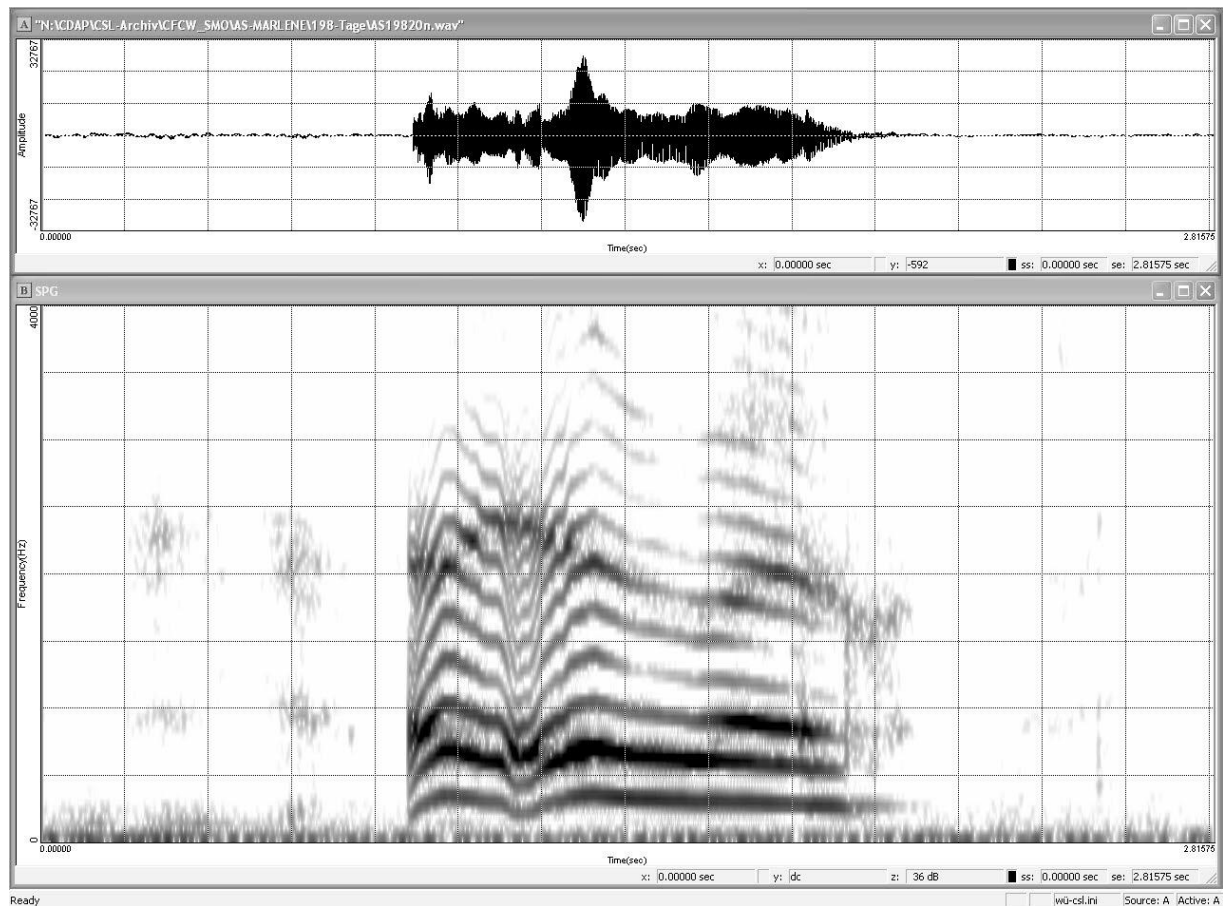 A "N:\CDAP\CSL-Archiv\CFCW_SMO\AS-MARLENE\198-Tage\AS19820n.wav"
32767
Amplitude
-32767
0.00000
2.81575
Time(sec)
x: 0.00000 sec y: -592 ss: 0.00000 sec se: 2.81575 sec
B SPG
4000
Frequency(Hz)
0
0.00000
2.81575
Time(sec)
x: 0.00000 sec y: dc z: 36 dB ss: 0.00000 sec se: 2.81575 sec
Ready wü-csl.ini Source: A Active: A